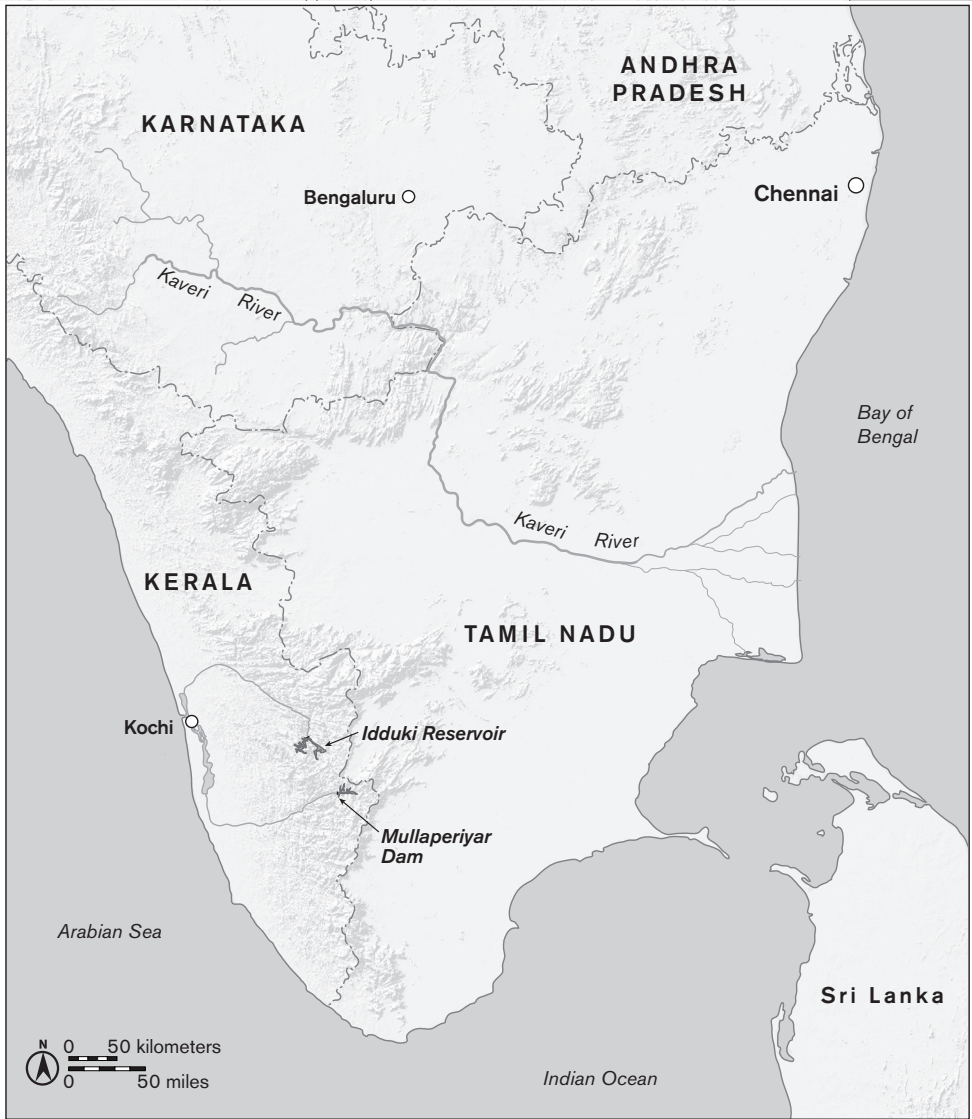 ANDHRA
PRADESH
KARNATAKA
Bengaluru
Chennai
Kaveri River
Bay of
Bengal
Kaveri River
KERALA
TAMIL NADU
Kochi
Idduki Reservoir
Mullaperiyar
Dam
Arabian Sea
Sri Lanka
N
0 50 kilometers
0 50 miles
Indian Ocean